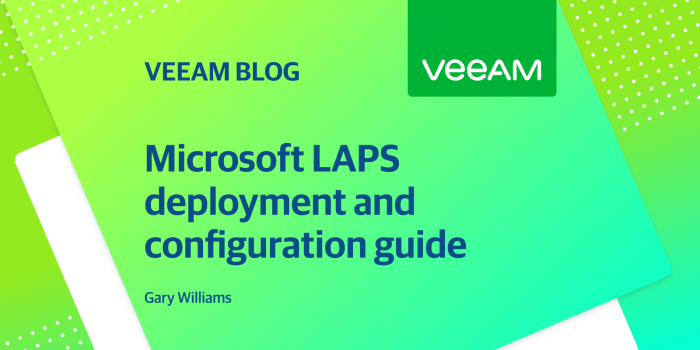 VEEAM BLOG
VEEAM
Microsoft LAPS
deployment and
configuration guide
Gary Williams